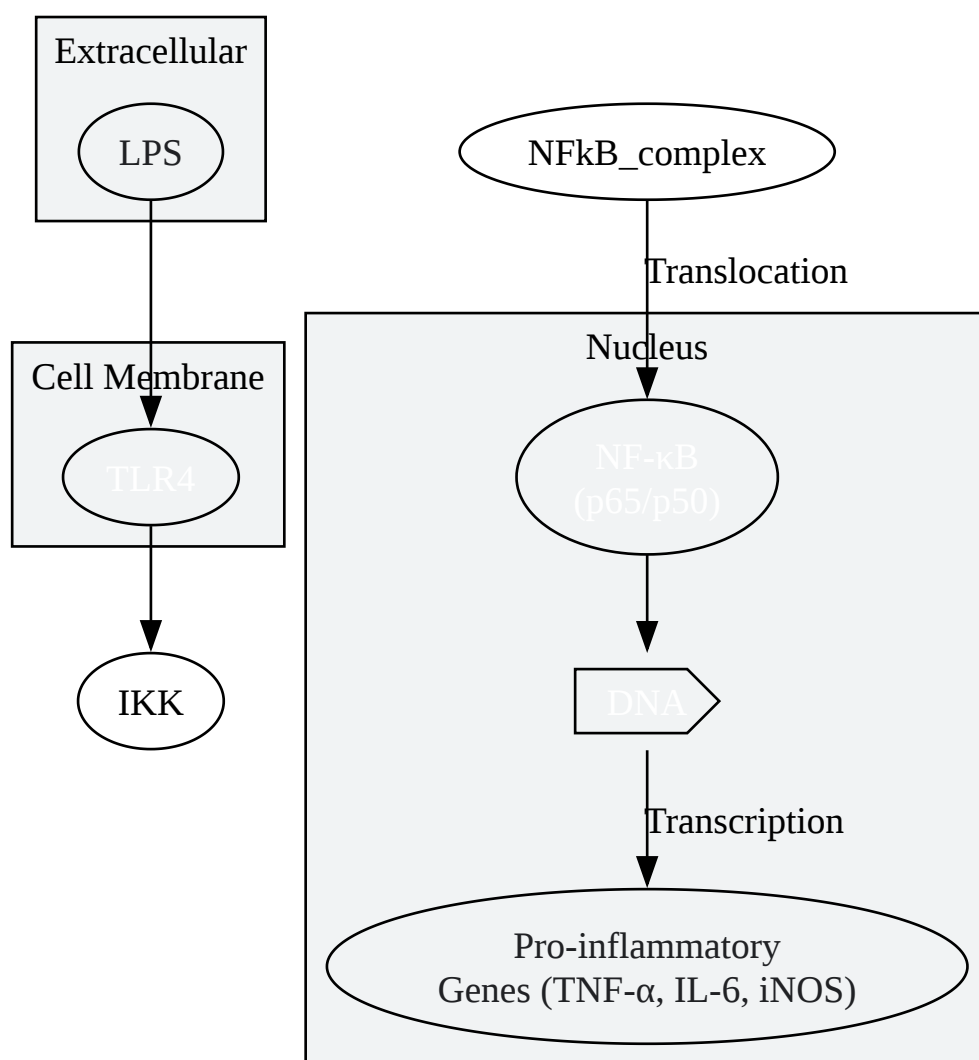 Extracellular
LPS
Cell Membrane
TLR4
IKK
NFkB_complex
Translocation
Nucleus
NF-κB
(p65/p50)
DNA
Transcription
Pro-inflammatory
Genes (TNF-α, IL-6, iNOS)